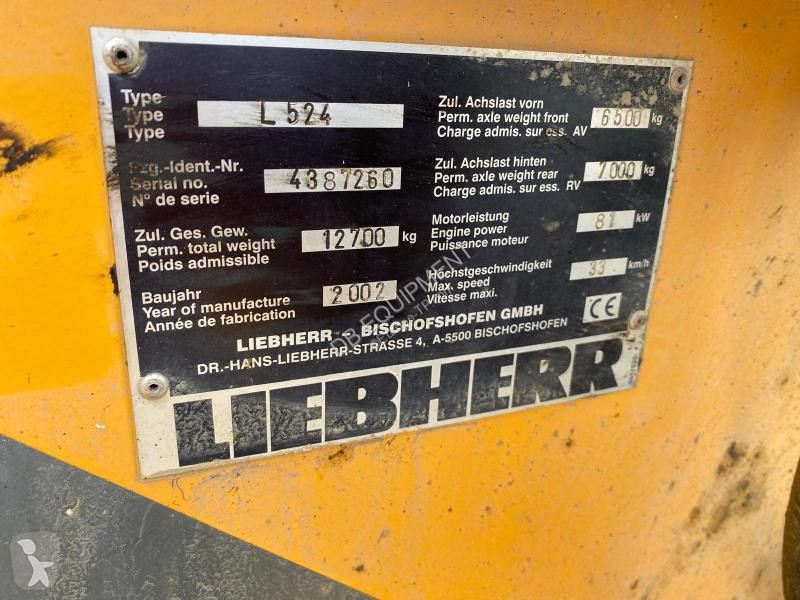 Type
Type
Type
L 524
Fzg.-Ident.-Nr.
Serial no.
N° de serie
4387260
Zul. Ges. Gew.
Perm. total weight
Poids admissible
12700 kg
Baujahr
Year of manufacture
Année de fabrication
2002
Zul. Achslast vorn
Perm. axle weight front
Charge admis. sur ess. AV
6500 kg
Zul. Achslast hinten
Perm. axle weight rear
Charge admis. sur ess. RV
7000 kg
Motorleistung
Engine power
Puissance moteur
81 kW
Höchstgeschwindigkeit
Max. speed
Vitesse maxi.
33 km/h
LIEBHERR - BISCHOFSHOFEN GMBH
DR.-HANS-LIEBHERR-STRASSE 4, A-5500 BISCHOFSHOFEN
CE
LIEBHERR
DB EQUIPMENT